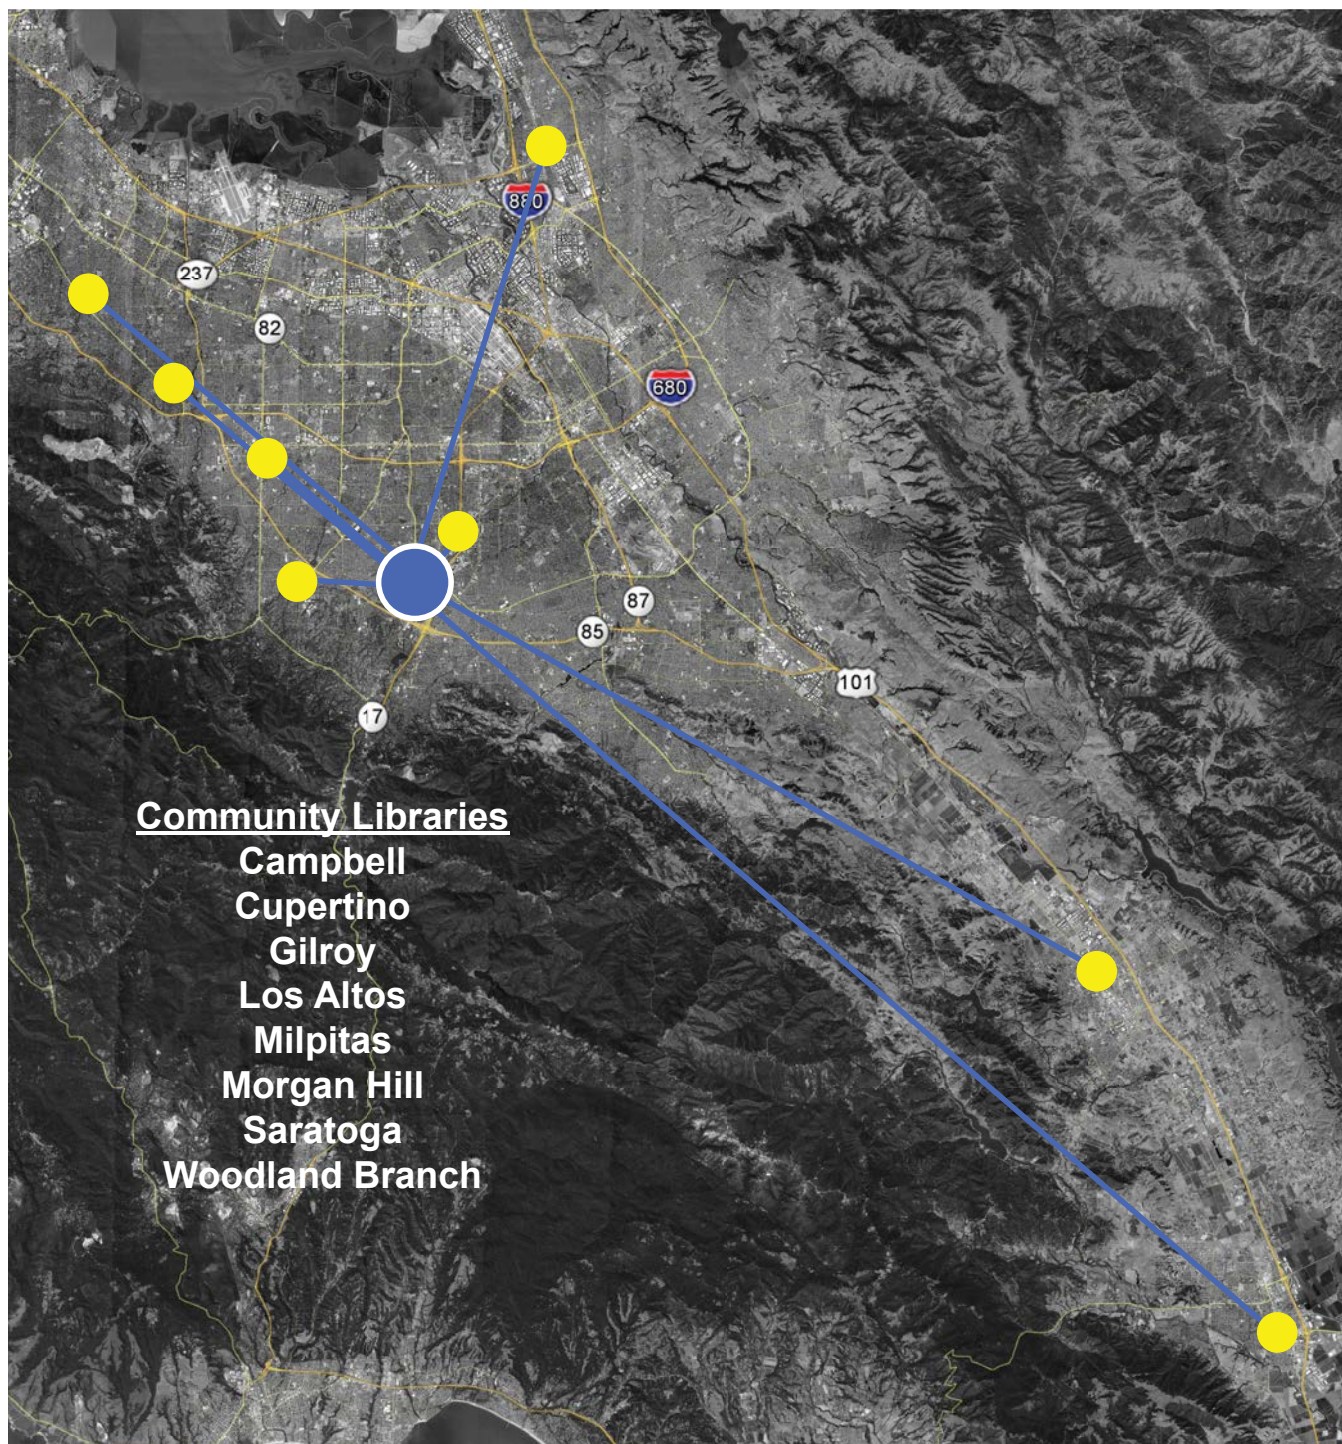 880
237
82
680
87
85
101
17
Community Libraries
Campbell
Cupertino
Gilroy
Los Altos
Milpitas
Morgan Hill
Saratoga
Woodland Branch